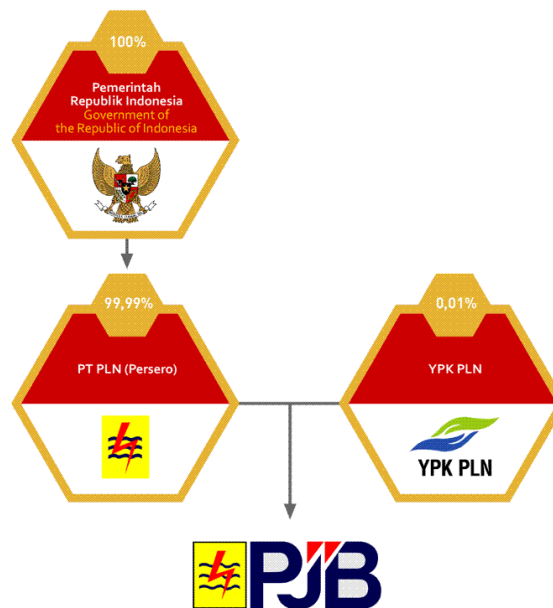 100%
Pemerintah
Republik Indonesia
Government of
the Republic of Indonesia
99,99%
PT PLN (Persero)
0,01%
YPK PLN
YPK PLN
PJB